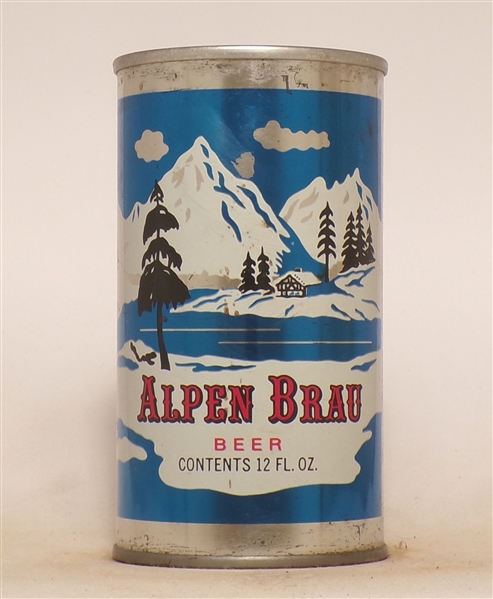 ALPEN BRAU
BEER
CONTENTS 12 FL. OZ.